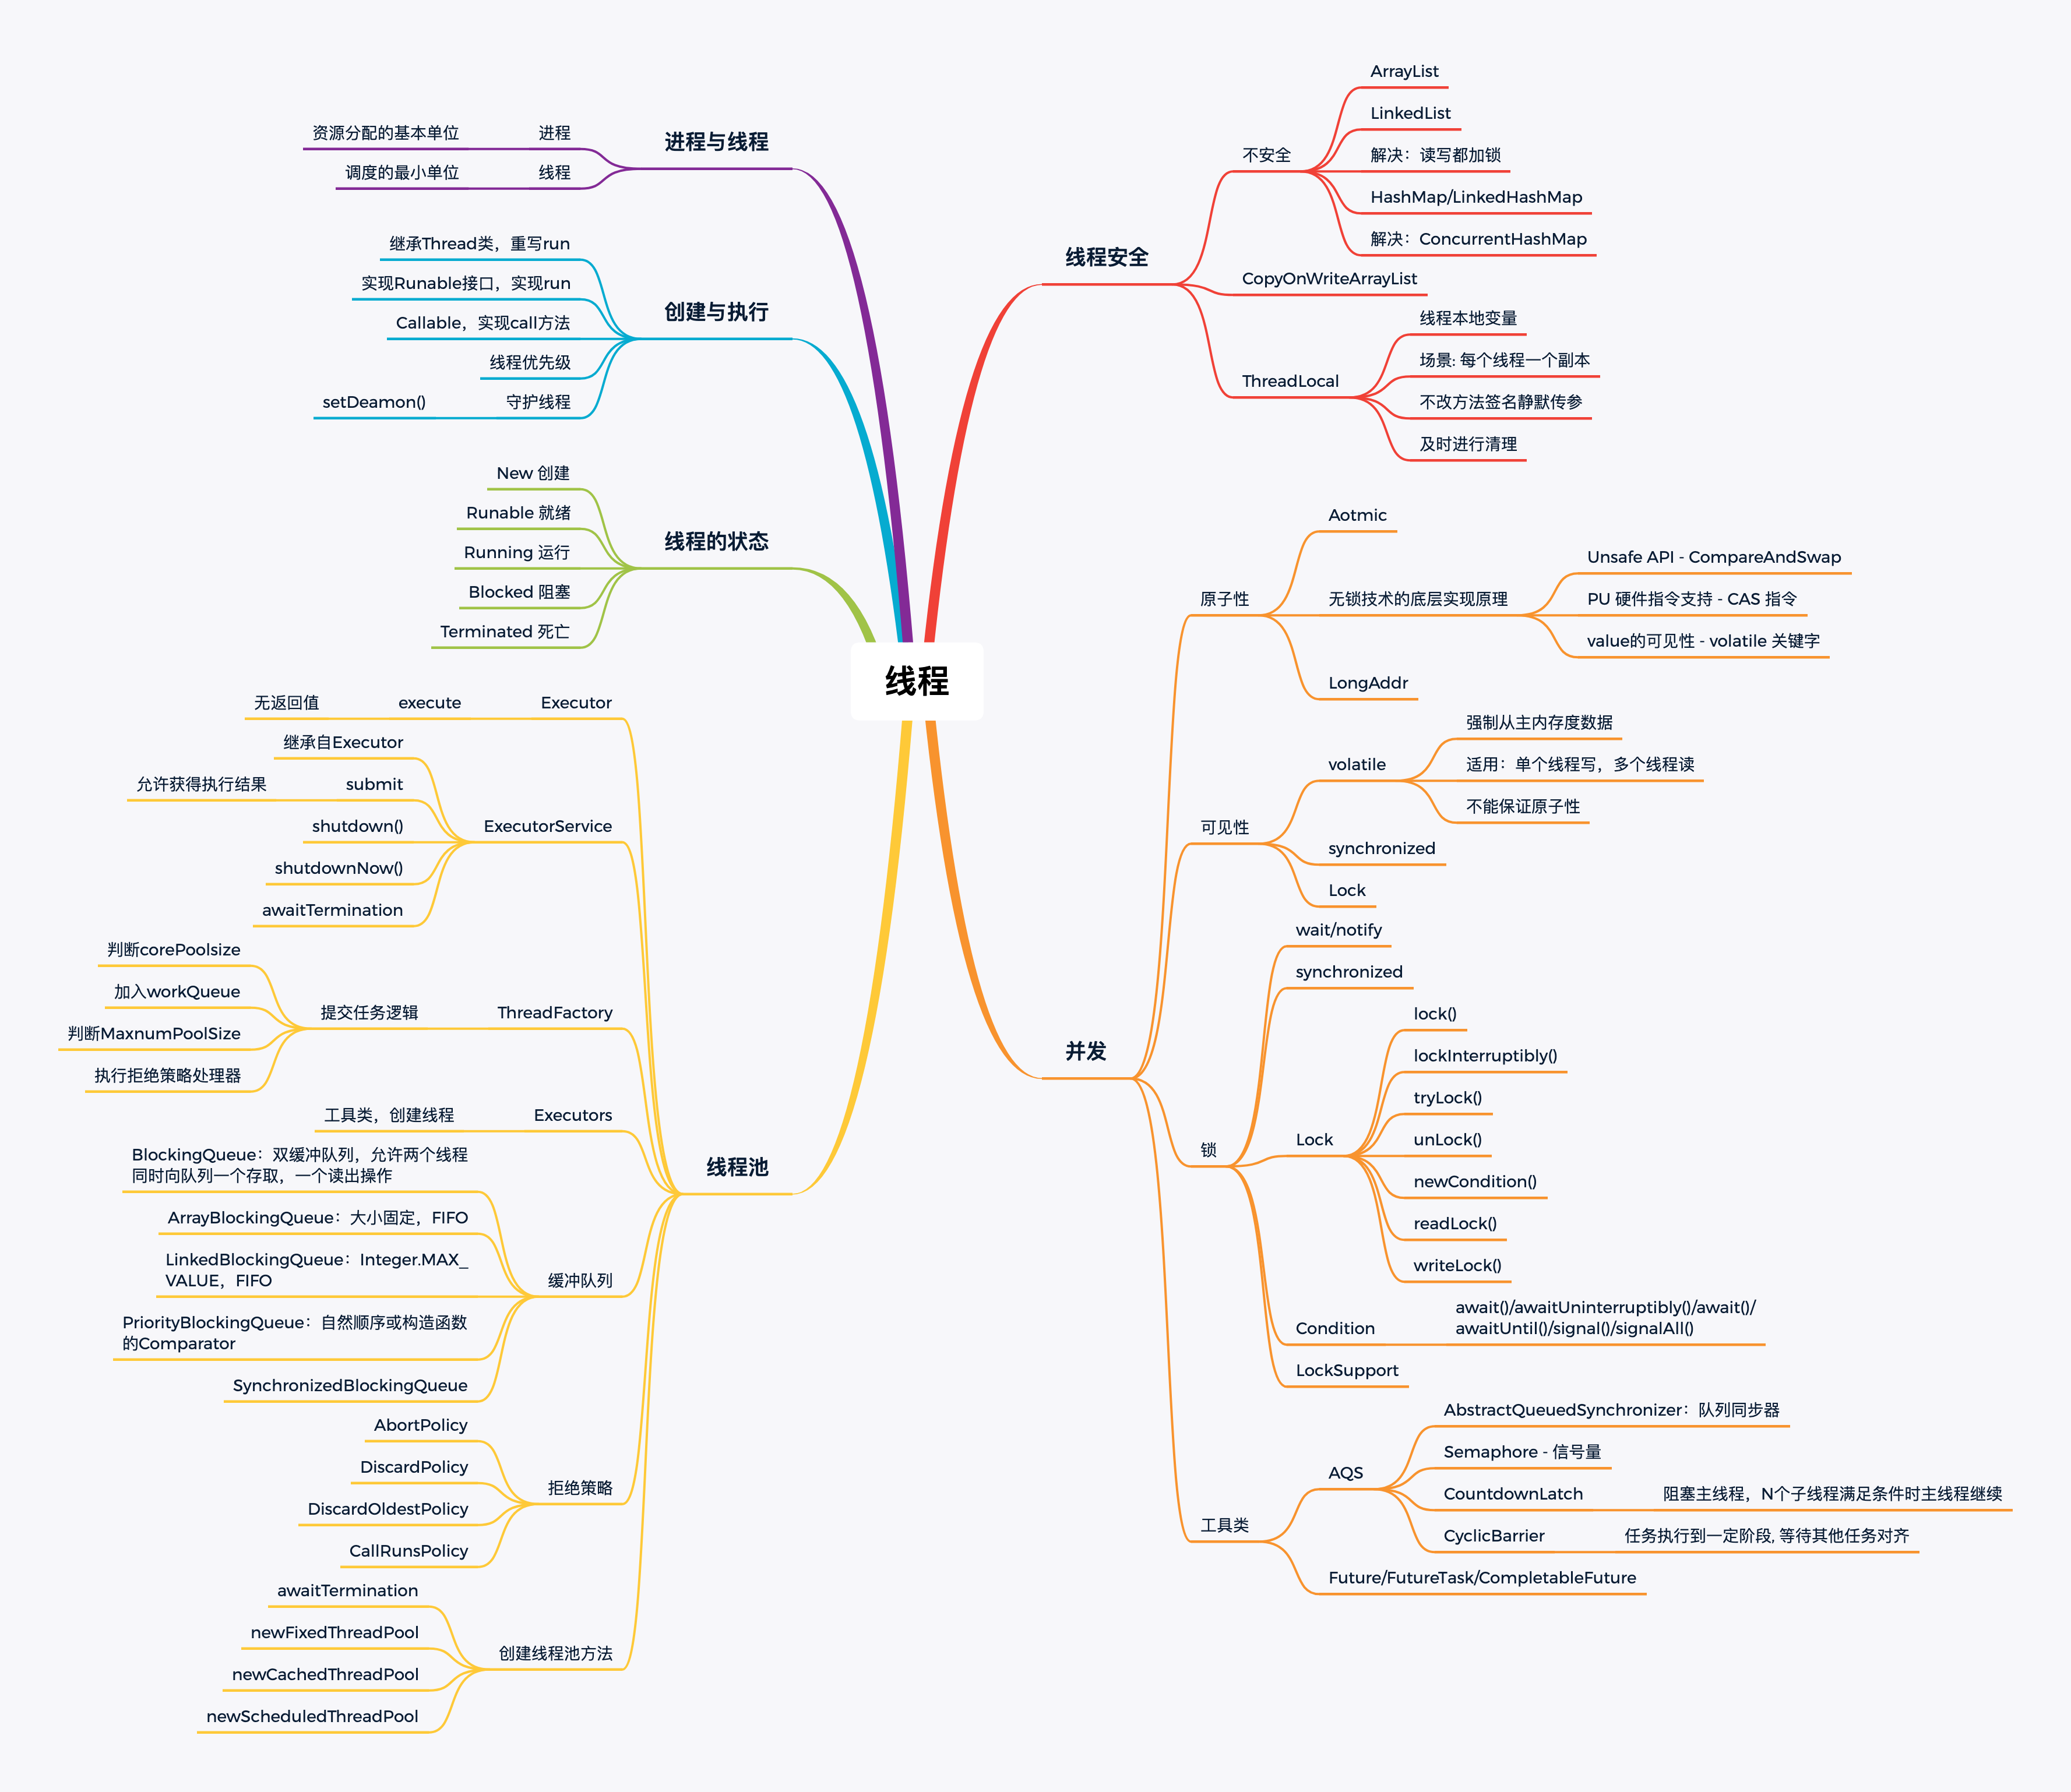 线程
进程与线程
进程
资源分配的基本单位
线程
调度的最小单位
创建与执行
继承Thread类，重写run
实现Runable接口，实现run
Callable，实现call方法
线程优先级
守护线程
setDeamon()
线程的状态
New 创建
Runable 就绪
Running 运行
Blocked 阻塞
Terminated 死亡
线程池
Executor
execute
无返回值
ExecutorService
继承自Executor
submit
允许获得执行结果
shutdown()
shutdownNow()
awaitTermination
ThreadFactory
提交任务逻辑
判断corePoolsize
加入workQueue
判断MaxnumPoolSize
执行拒绝策略处理器
Executors
工具类，创建线程
缓冲队列
BlockingQueue：双缓冲队列，允许两个线程
同时向队列一个存取，一个读出操作
ArrayBlockingQueue：大小固定，FIFO
LinkedBlockingQueue：Integer.MAX_
VALUE，FIFO
PriorityBlockingQueue：自然顺序或构造函数
的Comparator
SynchronizedBlockingQueue
拒绝策略
AbortPolicy
DiscardPolicy
DiscardOldestPolicy
CallRunsPolicy
创建线程池方法
awaitTermination
newFixedThreadPool
newCachedThreadPool
newScheduledThreadPool
线程安全
不安全
ArrayList
LinkedList
解决：读写都加锁
HashMap/LinkedHashMap
解决：ConcurrentHashMap
CopyOnWriteArrayList
ThreadLocal
线程本地变量
场景: 每个线程一个副本
不改方法签名静默传参
及时进行清理
并发
原子性
Aotmic
无锁技术的底层实现原理
Unsafe API - CompareAndSwap
PU 硬件指令支持 - CAS 指令
value的可见性 - volatile 关键字
LongAddr
可见性
volatile
强制从主内存度数据
适用：单个线程写，多个线程读
不能保证原子性
synchronized
Lock
锁
wait/notify
synchronized
Lock
lock()
lockInterruptibly()
tryLock()
unLock()
newCondition()
readLock()
writeLock()
Condition
await()/awaitUninterruptibly()/await()/
awaitUntil()/signal()/signalAll()
LockSupport
工具类
AQS
AbstractQueuedSynchronizer：队列同步器
Semaphore - 信号量
CountdownLatch
阻塞主线程，N个子线程满足条件时主线程继续
CyclicBarrier
任务执行到一定阶段, 等待其他任务对齐
Future/FutureTask/CompletableFuture